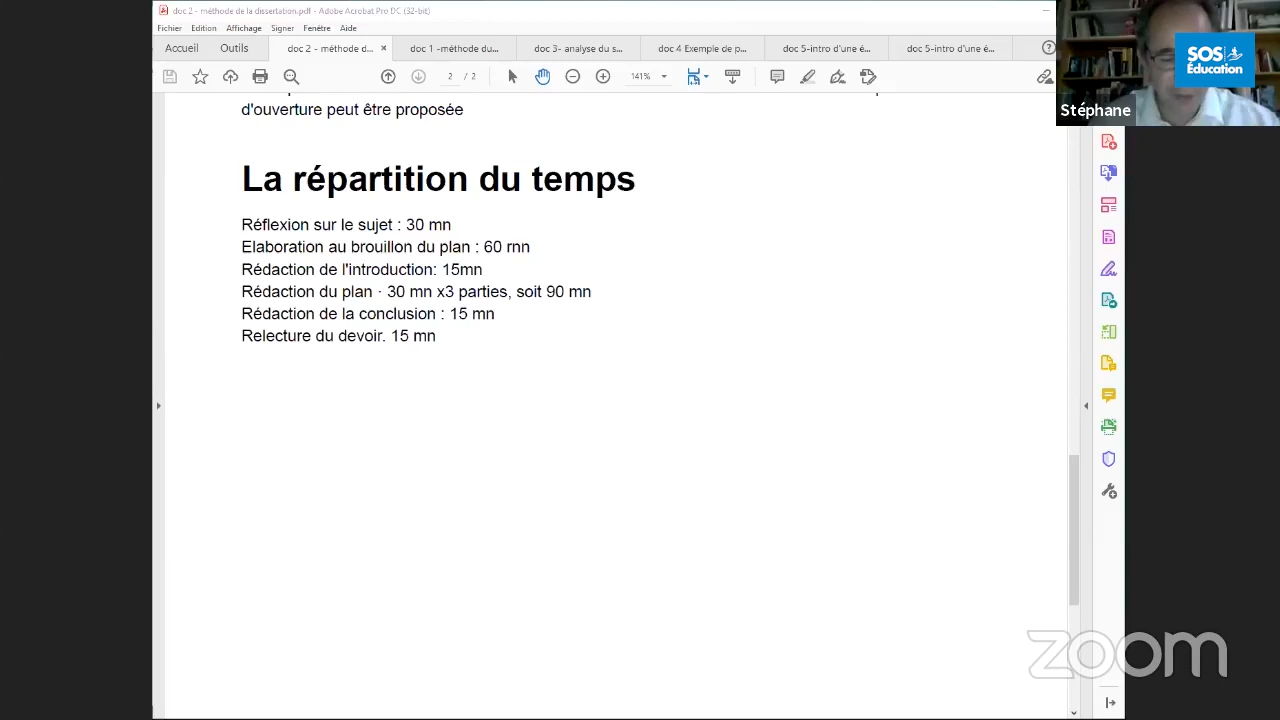 doc 2 - méthode de la dissertation.pdf - Adobe Acrobat Pro DC (32-bit)
Fichier Edition Affichage Signer Fenêtre Aide
Accueil Outils doc 2 - méthode d... × doc 1 -méthode du... doc 3- analyse du s... doc 4 Exemple de p... doc 5-intro d'une é... doc 5-intro d'une é...
2 / 2 141%
SOS Éducation
Stéphane
d'ouverture peut être proposée
La répartition du temps
Réflexion sur le sujet : 30 mn
Elaboration au brouillon du plan : 60 rnn
Rédaction de l'introduction: 15mn
Rédaction du plan · 30 mn x3 parties, soit 90 mn
Rédaction de la conclusion : 15 mn
Relecture du devoir. 15 mn
zoom